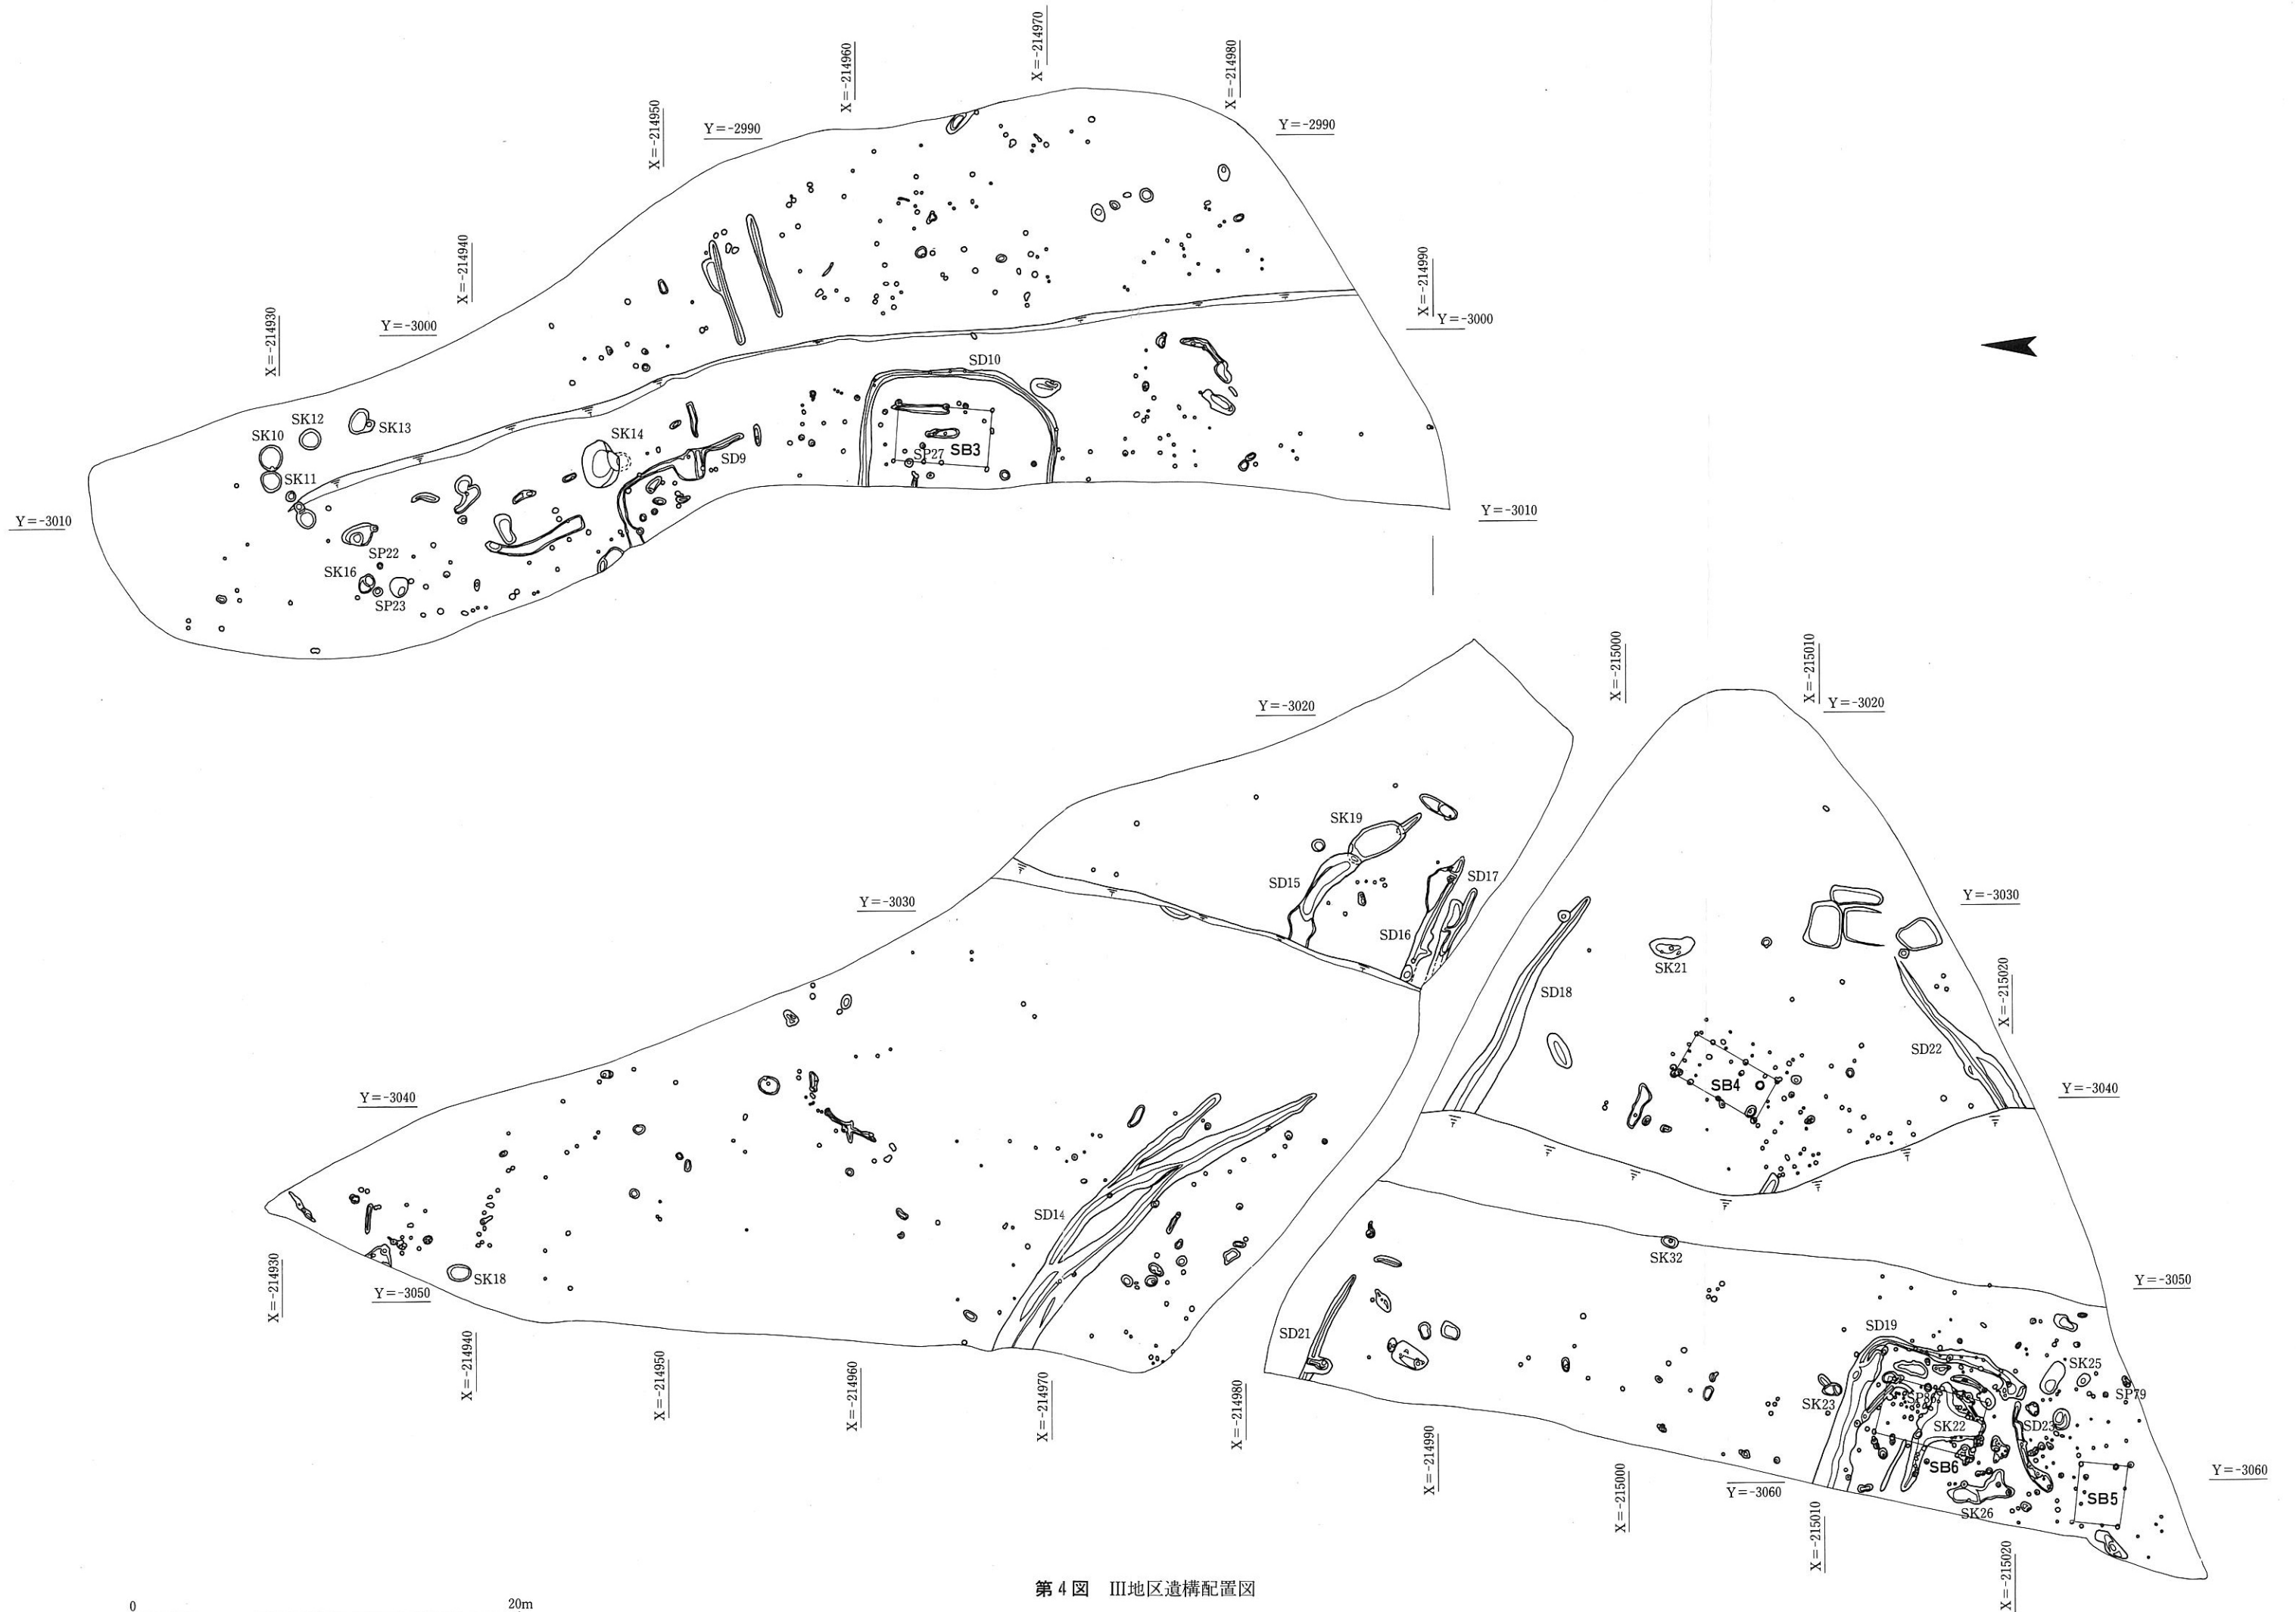 X=-214970
X=-214960
X=-214980
X=-214950
Y=-2990
Y=-2990
X=-214940
X=-214990
X=-214930
Y=-3000
Y=-3000
SD10
SK12
SK13
SK10
SK14
SD9
SP27
SB3
SK11
Y=-3010
Y=-3010
SP22
SK16
SP23
X=-215000
X=-215010
Y=-3020
Y=-3020
SK19
SD15
SD17
Y=-3030
Y=-3030
SD16
SK21
SD18
X=-215020
SD22
SB4
Y=-3040
Y=-3040
SD14
SK32
SK18
Y=-3050
Y=-3050
X=-214930
X=-214940
X=-214950
X=-214960
X=-214970
X=-214980
SD21
SD19
SK25
SP79
SK23
SK22
SD23
X=-214990
SB6
Y=-3060
Y=-3060
X=-215000
X=-215010
SB5
SK26
X=-215020
第4図 III地区遺構配置図
0 20m